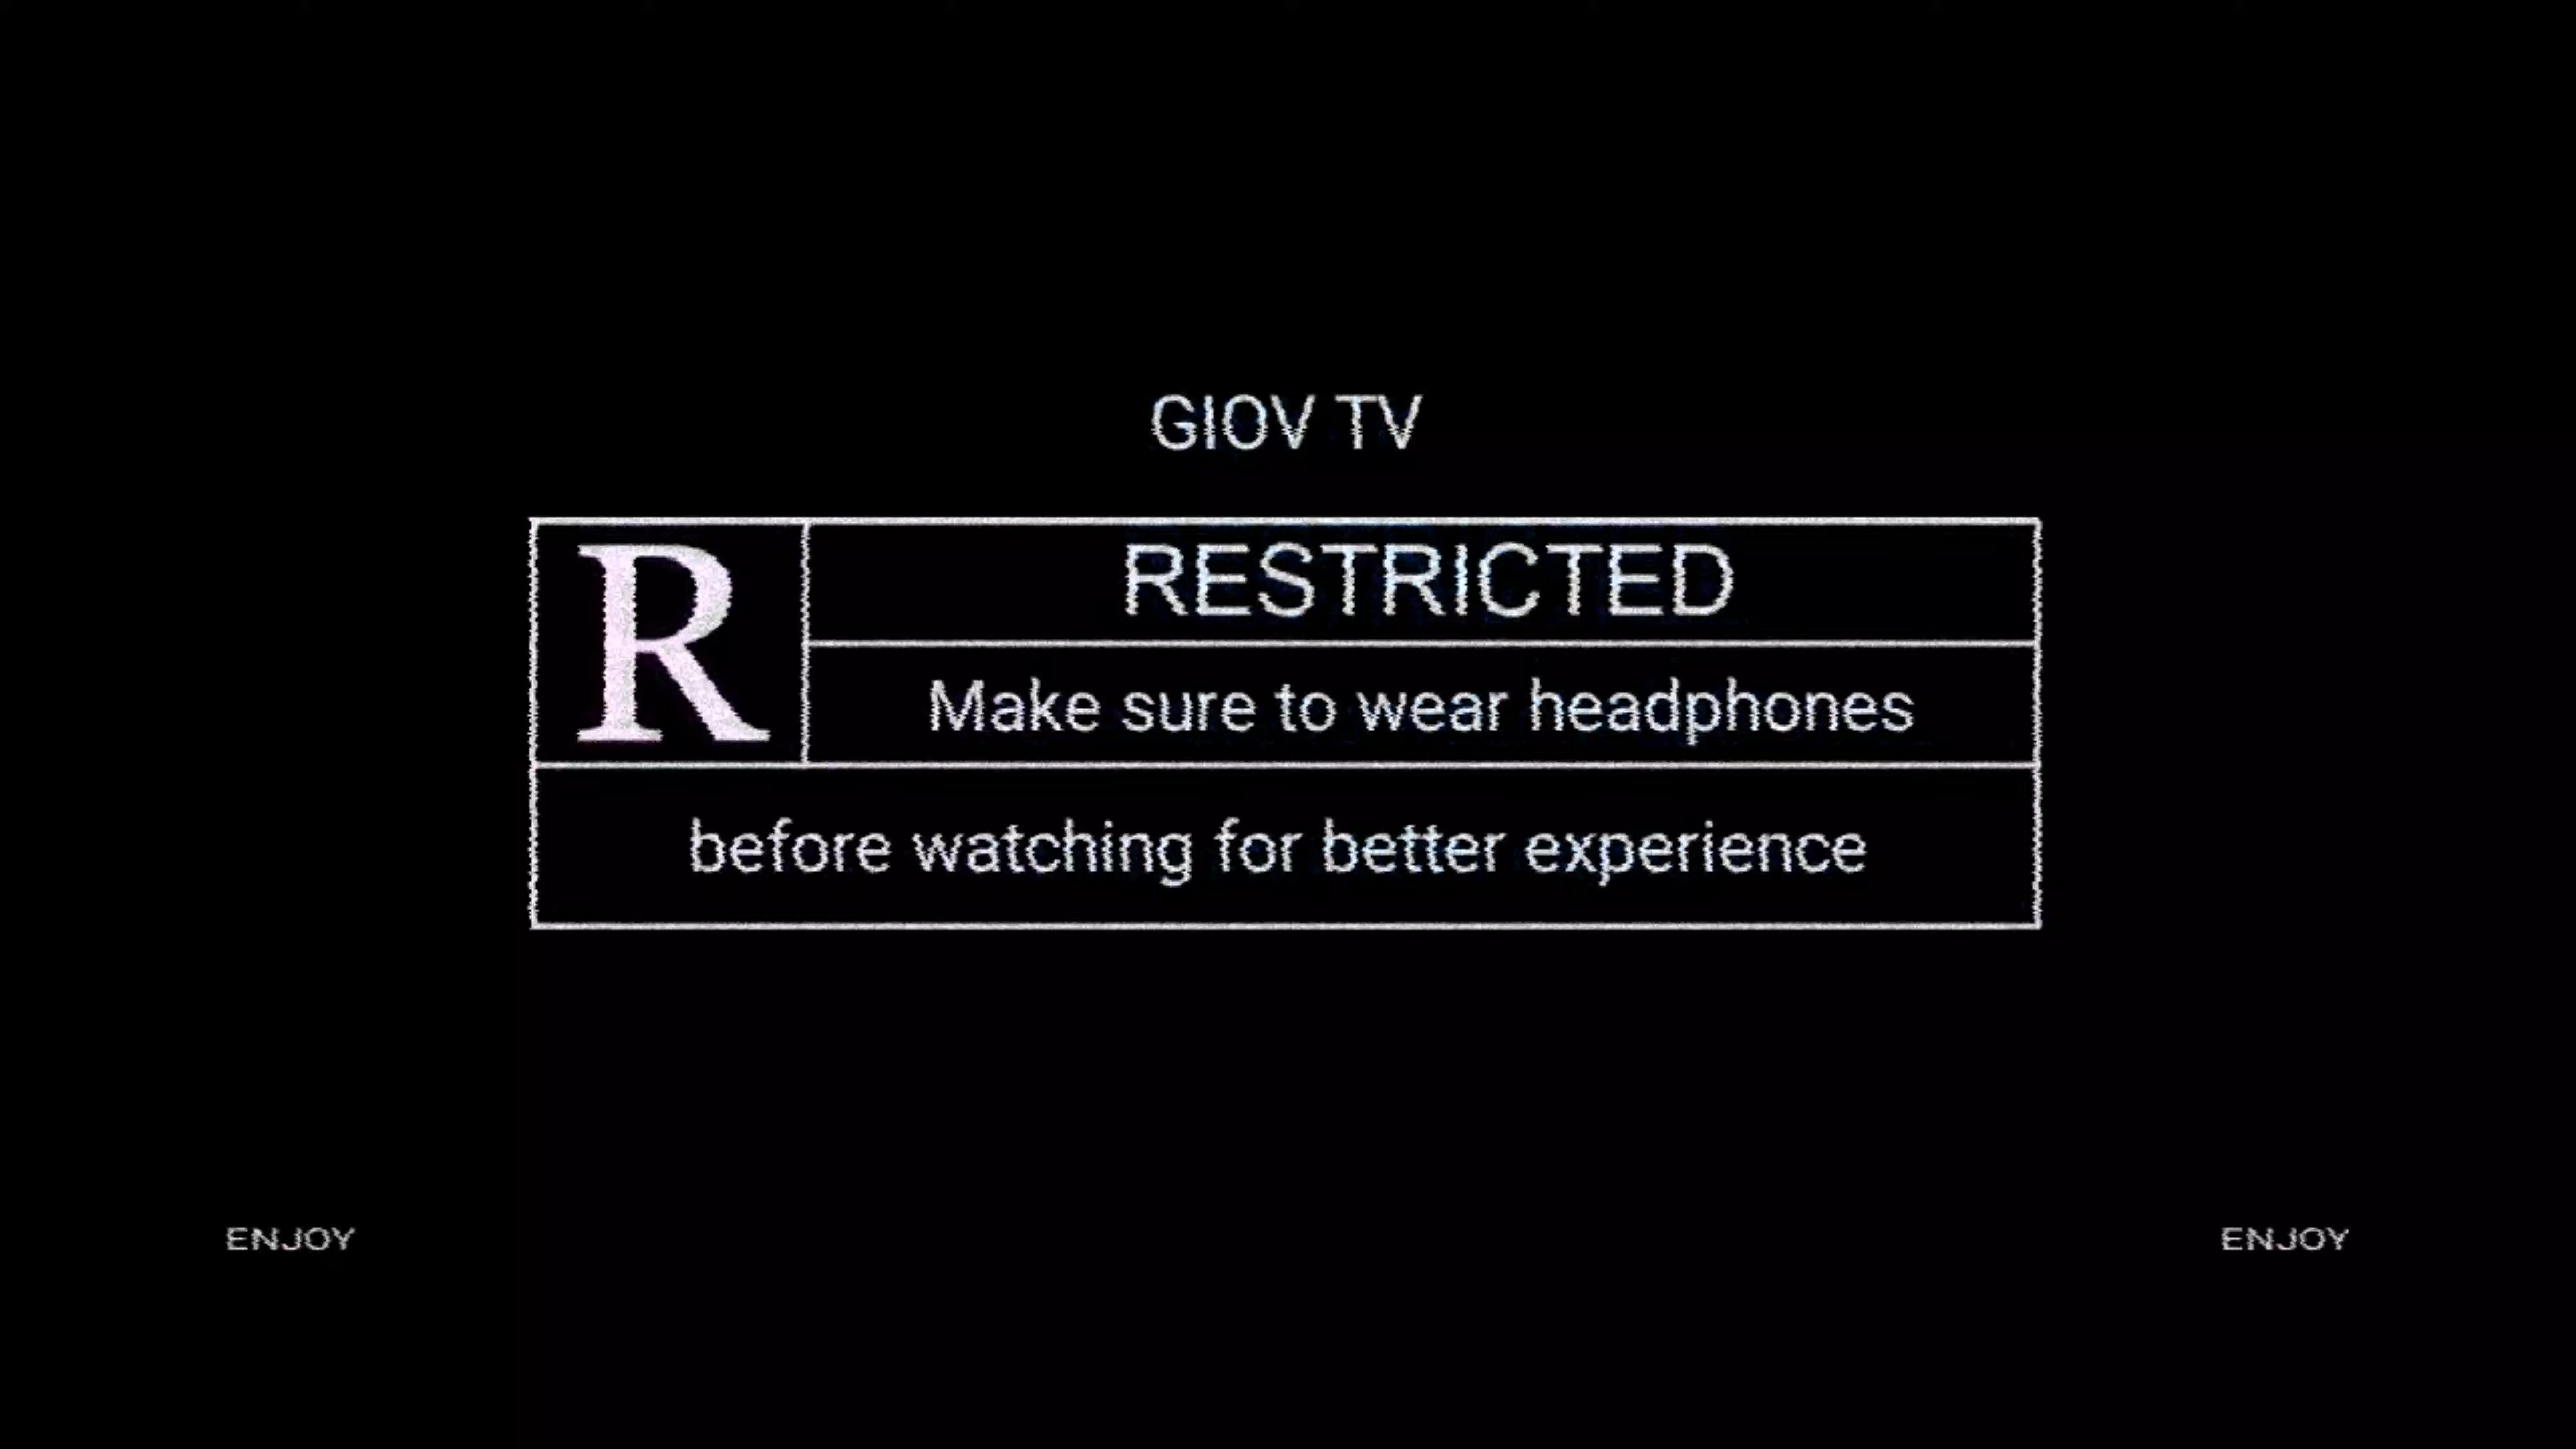 GIOV TV
R
RESTRICTED
Make sure to wear headphones
before watching for better experience
ENJOY
ENJOY